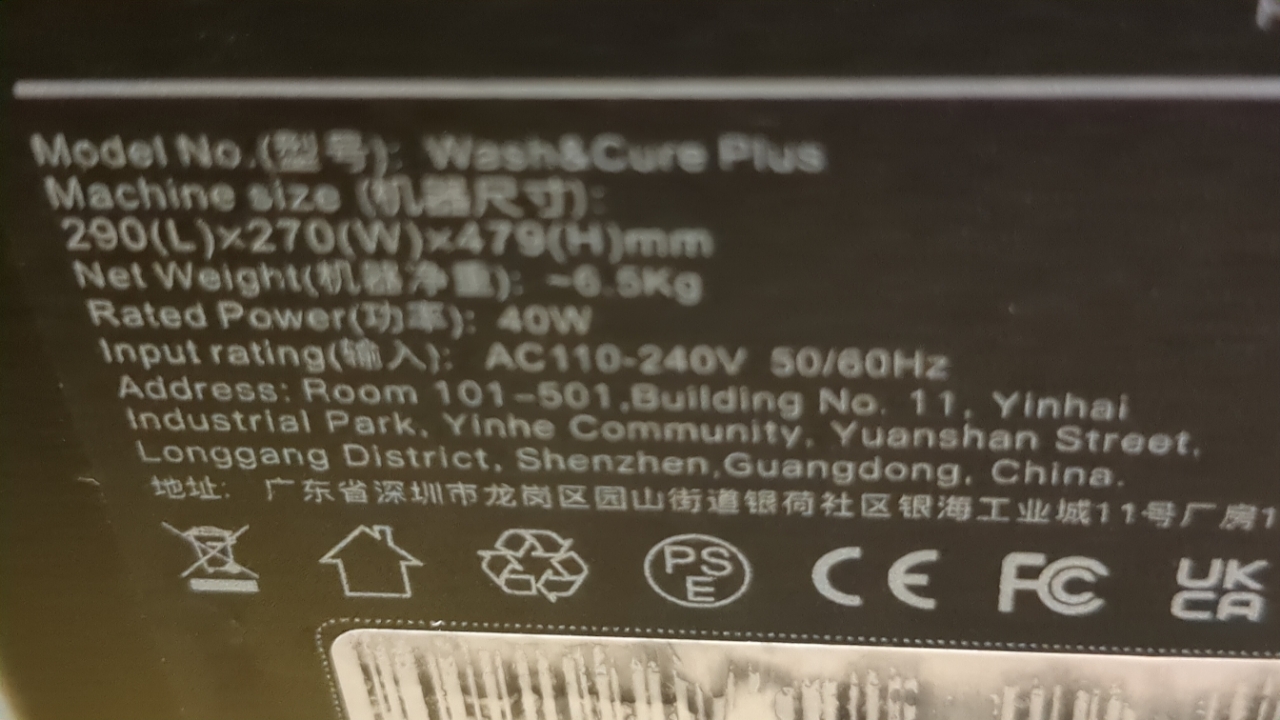 Model No.(型号): Wash&Cure Plus
Machine size (机器尺寸):
290(L)×270(W)×479(H)mm
Net Weight(机器净重): ~6.5Kg
Rated Power(功率): 40W
Input rating(输入): AC110-240V 50/60Hz
Address: Room 101-501,Building No. 11, Yinhai
Industrial Park, Yinhe Community, Yuanshan Street,
Longgang District, Shenzhen,Guangdong, China.
地址: 广东省深圳市龙岗区园山街道银荷社区银海工业城11号厂房1
PSE CE FC UKCA